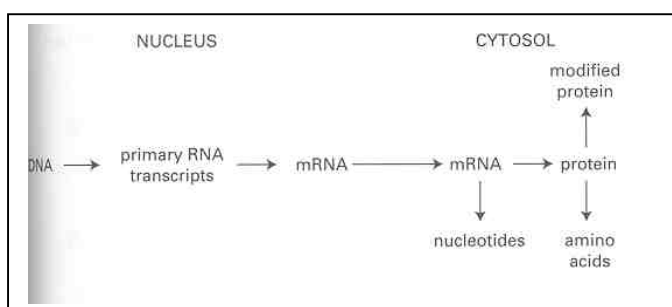 NUCLEUS
CYTOSOL
modified
protein
DNA
primary RNA
transcripts
mRNA
mRNA
protein
nucleotides
amino
acids